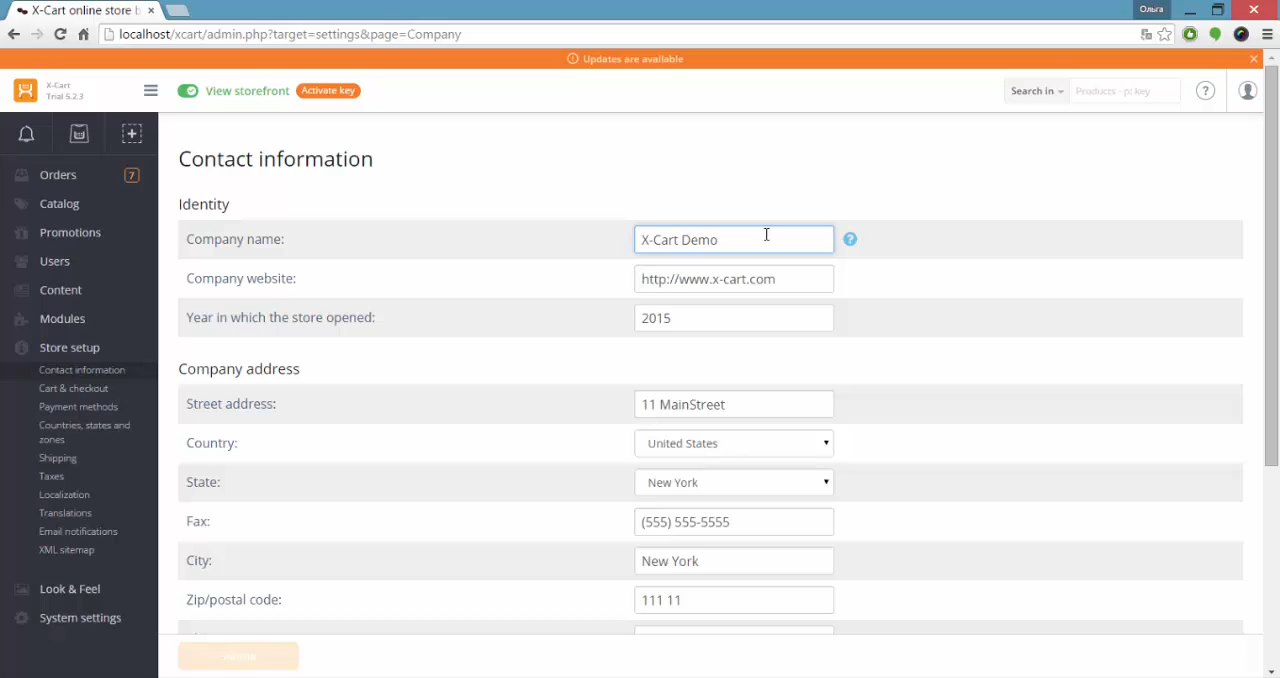 X-Cart online store b
Ольга
localhost/xcart/admin.php?target=settings&page=Company
Updates are available
X-Cart
Trial 5.2.3
View storefront
Activate key
Search in
Products - p: key
?
Orders
7
Catalog
Promotions
Users
Content
Modules
Store setup
Contact information
Cart & checkout
Payment methods
Countries, states and
zones
Shipping
Taxes
Localization
Translations
Email notifications
XML sitemap
Look & Feel
System settings
Contact information
Identity
Company name:
X-Cart Demo
?
Company website:
http://www.x-cart.com
Year in which the store opened:
2015
Company address
Street address:
11 MainStreet
Country:
United States
State:
New York
Fax:
(555) 555-5555
City:
New York
Zip/postal code:
111 11